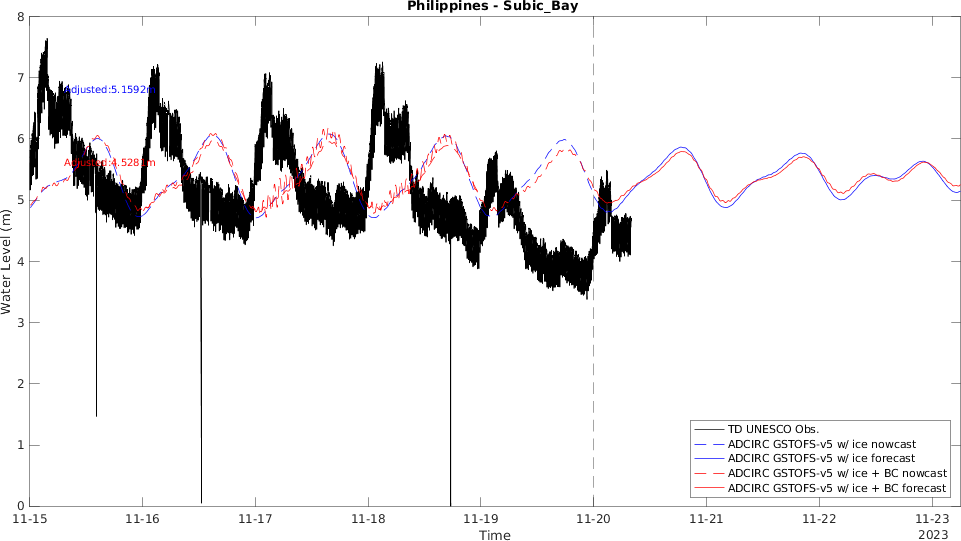 Philippines - Subic_Bay
8
7
6
5
4
3
2
1
0
Water Level (m)
Adjusted:5.1592m
TD UNESCO Obs.
ADCIRC GSTOFS-v5 w/ ice nowcast
ADCIRC GSTOFS-v5 w/ ice forecast
ADCIRC GSTOFS-v5 w/ ice + BC nowcast
ADCIRC GSTOFS-v5 w/ ice + BC forecast
11-15
11-16
11-17
11-18
11-19
11-20
11-21
11-22
11-23
Time
2023